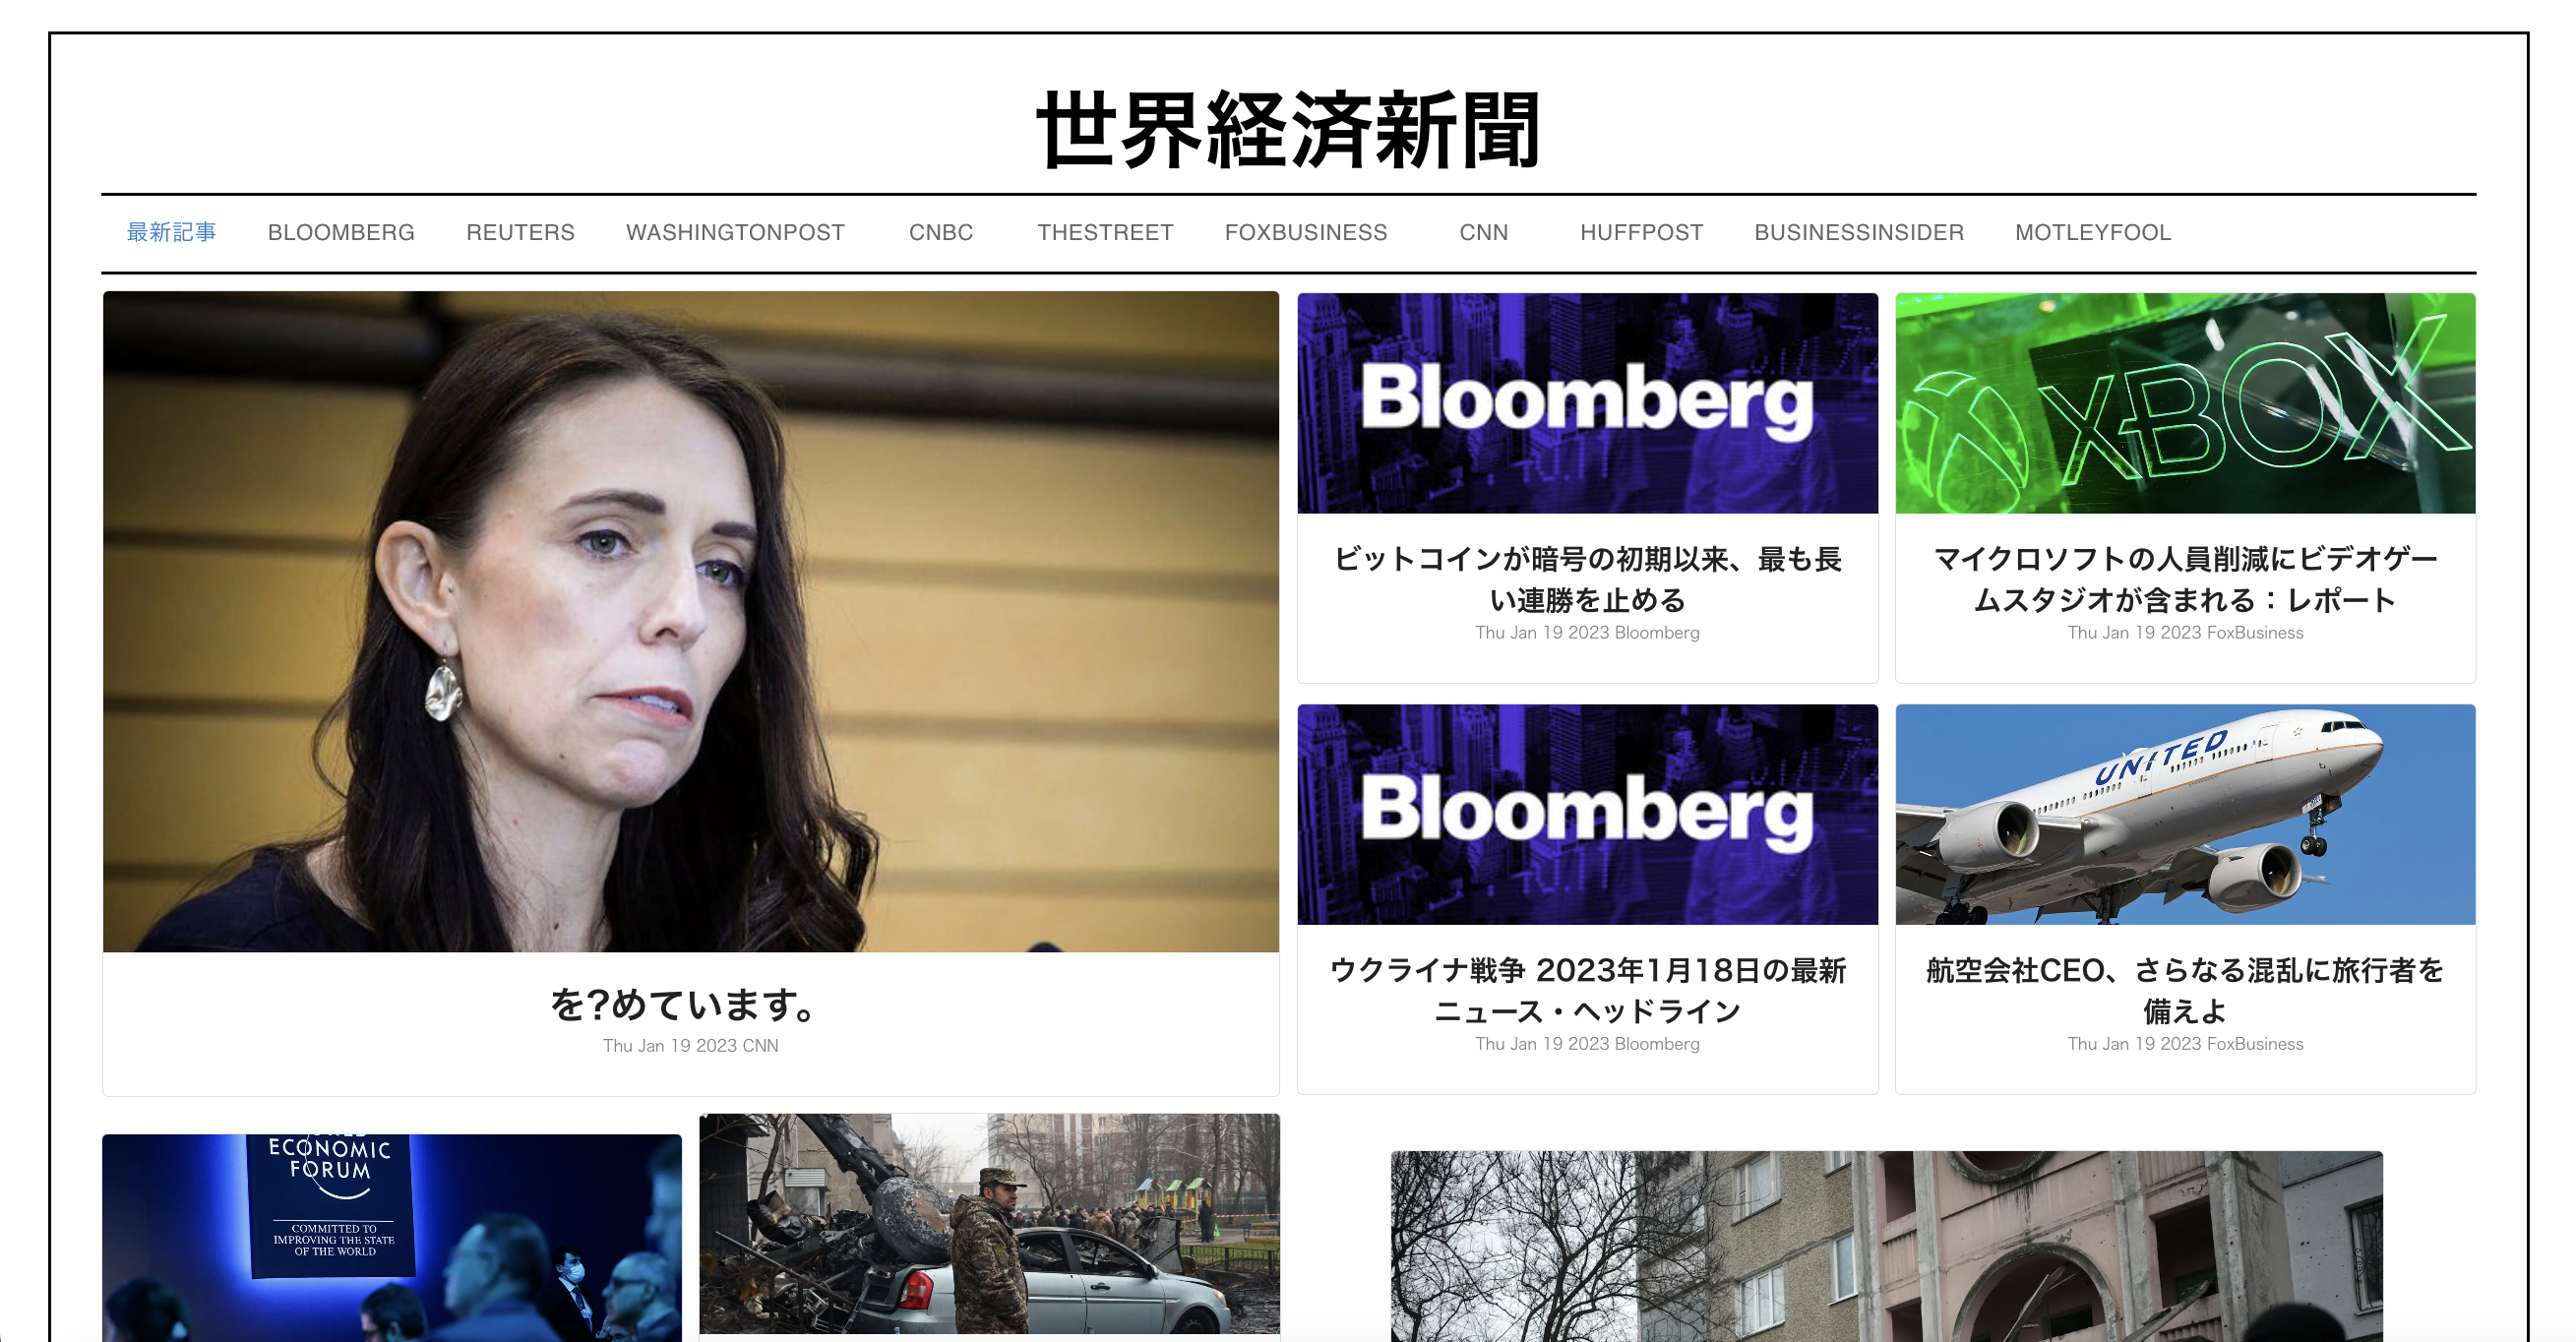 世界経済新聞
最新記事 BLOOMBERG REUTERS WASHINGTONPOST CNBC THESTREET FOXBUSINESS CNN HUFFPOST BUSINESSINSIDER MOTLEYFOOL
を?めています。
Thu Jan 19 2023 CNN
Bloomberg
ビットコインが暗号の初期以来、最も長
い連勝を止める
Thu Jan 19 2023 Bloomberg
XBOX
マイクロソフトの人員削減にビデオゲー
ムスタジオが含まれる：レポート
Thu Jan 19 2023 FoxBusiness
Bloomberg
ウクライナ戦争 2023年1月18日の最新
ニュース・ヘッドライン
Thu Jan 19 2023 Bloomberg
UNITED
航空会社CEO、さらなる混乱に旅行者を
備えよ
Thu Jan 19 2023 FoxBusiness
ECONOMIC
FORUM
COMMITTED TO
IMPROVING THE STATE
OF THE WORLD